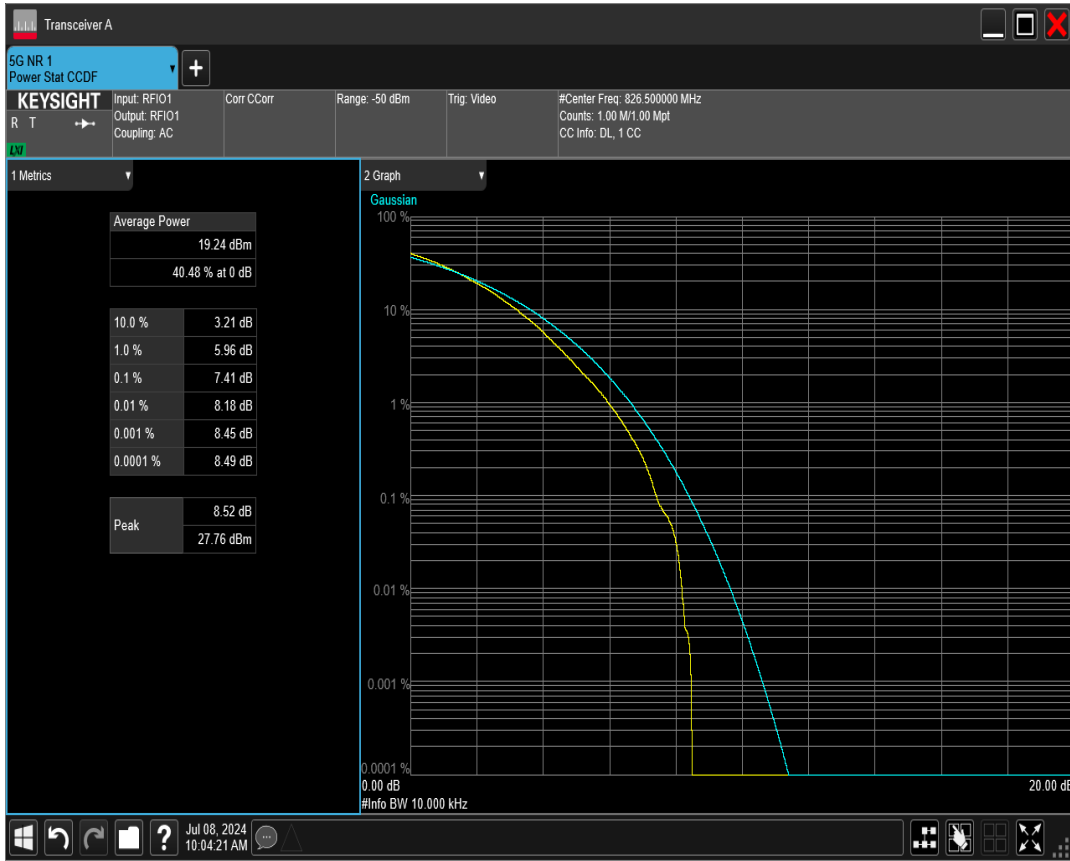 Transceiver A
5G NR 1
Power Stat CCDF
+
KEYSIGHT
R T
LXI
Input: RFIO1
Output: RFIO1
Coupling: AC
Corr CCorr
Range: -50 dBm
Trig: Video
#Center Freq: 826.500000 MHz
Counts: 1.00 M/1.00 Mpt
CC Info: DL, 1 CC
1 Metrics
Average Power
19.24 dBm
40.48 % at 0 dB
10.0 % 3.21 dB
1.0 % 5.96 dB
0.1 % 7.41 dB
0.01 % 8.18 dB
0.001 % 8.45 dB
0.0001 % 8.49 dB
Peak 8.52 dB
27.76 dBm
2 Graph
Gaussian
100 %
10 %
1 %
0.1 %
0.01 %
0.001 %
0.0001 %
0.00 dB 20.00 dB
#Info BW 10.000 kHz
?
Jul 08, 2024
10:04:21 AM